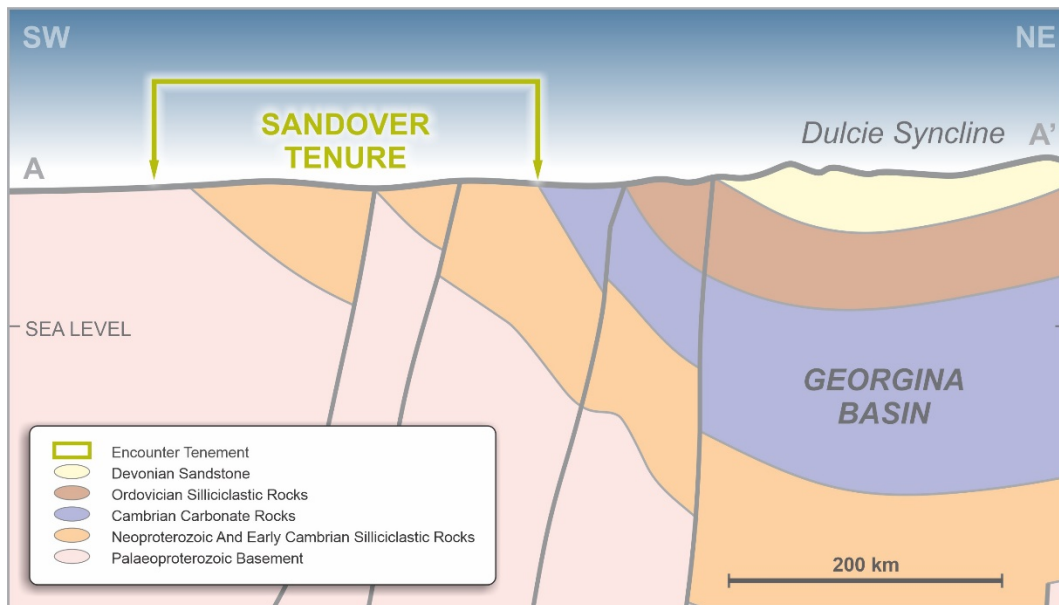 SW
NE
SANDOVER
TENURE
Dulcie Syncline
A
A'
SEA LEVEL
GEORGINA
BASIN
Encounter Tenement
Devonian Sandstone
Ordovician Silliciclastic Rocks
Cambrian Carbonate Rocks
Neoproterozoic And Early Cambrian Silliciclastic Rocks
Palaeoproterozoic Basement
200 km